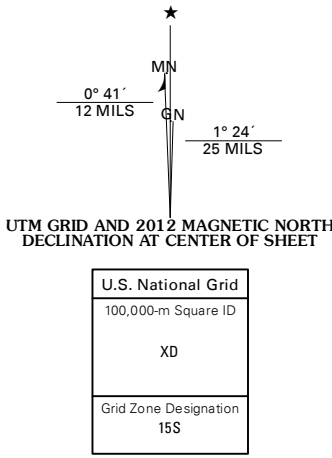 MN
0° 41´
12 MILS
GN
1° 24´
25 MILS
UTM GRID AND 2012 MAGNETIC NORTH
DECLINATION AT CENTER OF SHEET
U.S. National Grid
100,000-m Square ID
XD
Grid Zone Designation
15S